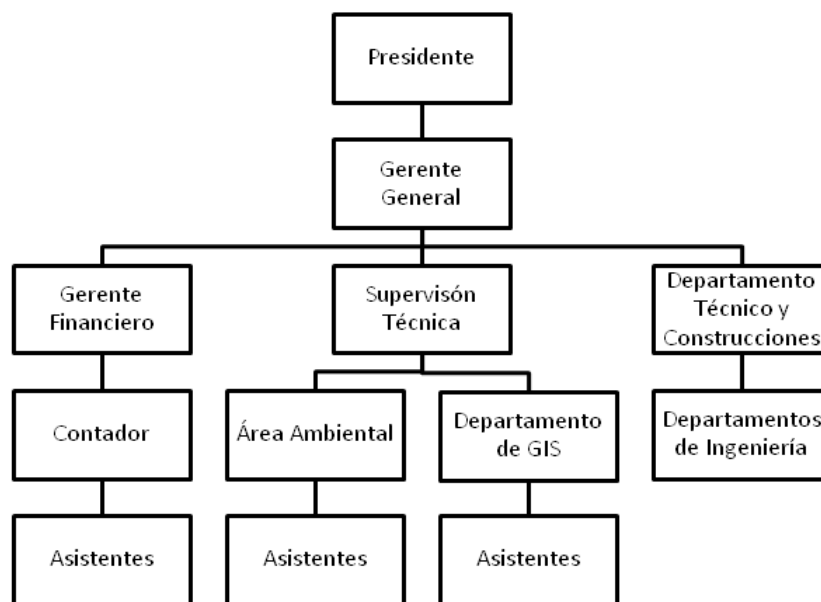 Presidente
Gerente
General
Gerente
Financiero
Supervisón
Técnica
Departamento
Técnico y
Construcciones
Contador
Área Ambiental
Departamento
de GIS
Departamentos
de Ingeniería
Asistentes
Asistentes
Asistentes